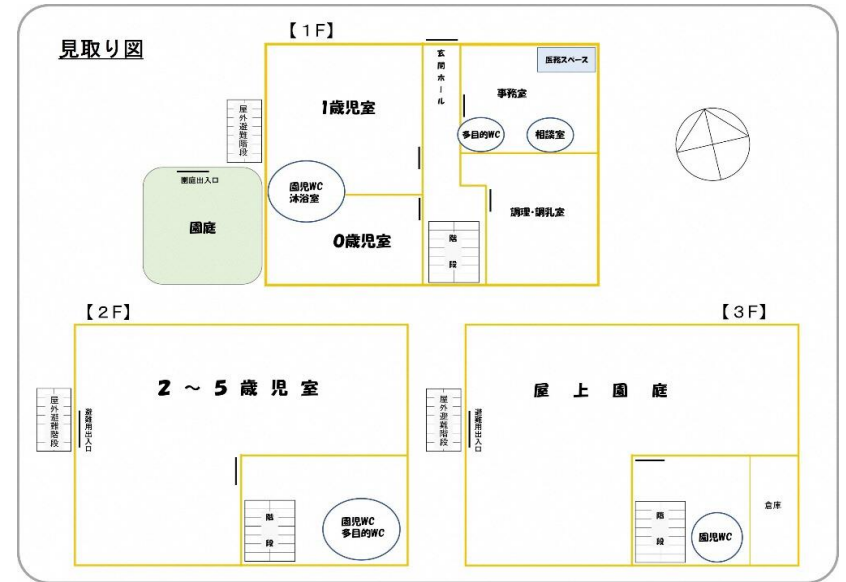 見取り図
【1F】
玄関ホール
医務スペース
事務室
1歳児室
屋外避難階段
多目的WC
相談室
園庭出入口
園児WC
沐浴室
園庭
調理・調乳室
0歳児室
階段
【2F】
2～5歳児室
屋外避難階段
避難用出入口
階段
園児WC
多目的WC
【3F】
屋上園庭
屋外避難階段
避難用出入口
階段
園児WC
倉庫